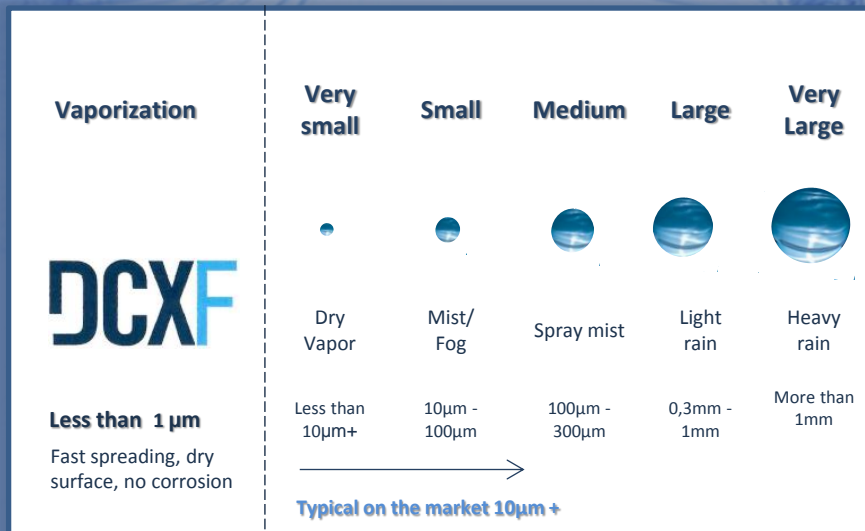 Vaporization
DCXF
Less than 1 µm
Fast spreading, dry
surface, no corrosion
Very
small
Small
Medium
Large
Very
Large
Dry
Vapor
Mist/
Fog
Spray mist
Light
rain
Heavy
rain
Less than
10µm+
10µm -
100µm
100µm -
300µm
0,3mm -
1mm
More than
1mm
Typical on the market 10µm +